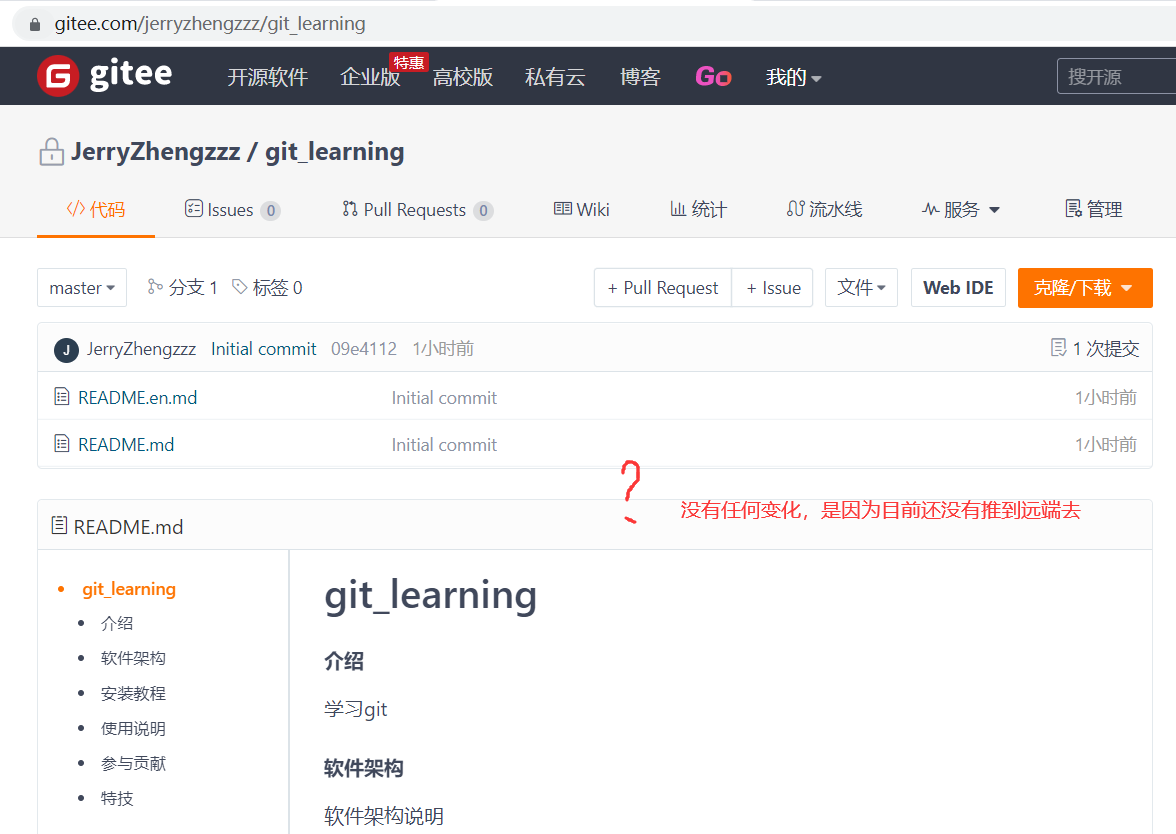 gitee.com/jerryzhengzzz/git_learning
gitee 开源软件 企业版 特惠 高校版 私有云 博客 Go 我的 搜开源
JerryZhengzzz / git_learning
代码 Issues 0 Pull Requests 0 Wiki 统计 流水线 服务 管理
master 分支 1 标签 0 + Pull Request + Issue 文件 Web IDE 克隆/下载
J JerryZhengzzz Initial commit 09e4112 1小时前 1 次提交
README.en.md Initial commit 1小时前
README.md Initial commit 1小时前
?
没有任何变化，是因为目前还没有推到远端去
README.md
git_learning
介绍
软件架构
安装教程
使用说明
参与贡献
特技
git_learning
介绍
学习git
软件架构
软件架构说明